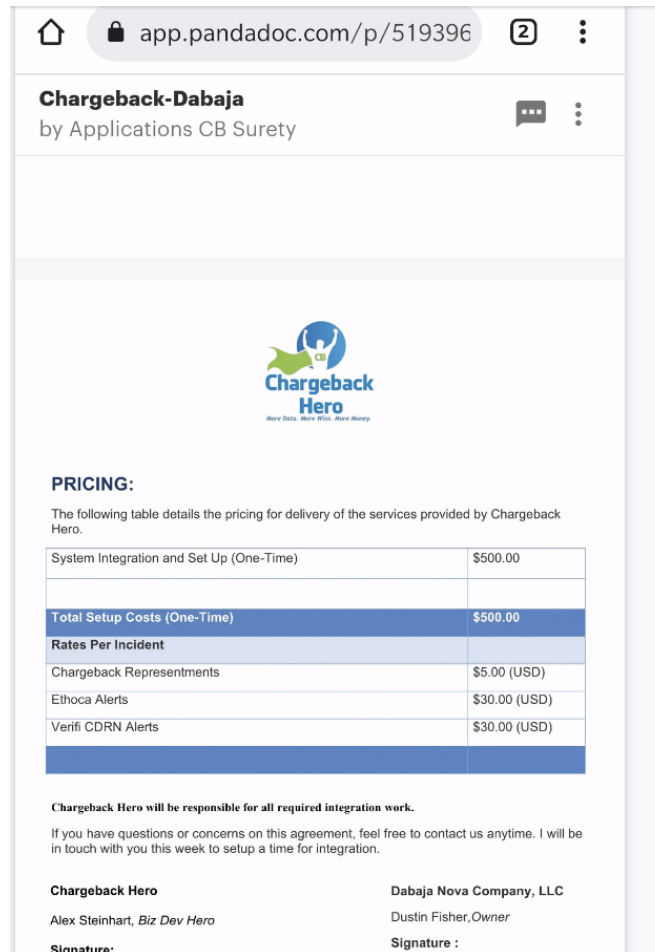 app.pandadoc.com/p/519396
2
Chargeback-Dabaja
by Applications CB Surety
CB
Chargeback
Hero
More Data. More Wins. More Money.
PRICING:
The following table details the pricing for delivery of the services provided by Chargeback
Hero.
System Integration and Set Up (One-Time) $500.00
Total Setup Costs (One-Time) $500.00
Rates Per Incident
Chargeback Representments $5.00 (USD)
Ethoca Alerts $30.00 (USD)
Verifi CDRN Alerts $30.00 (USD)
Chargeback Hero will be responsible for all required integration work.
If you have questions or concerns on this agreement, feel free to contact us anytime. I will be
in touch with you this week to setup a time for integration.
Chargeback Hero Dabaja Nova Company, LLC
Alex Steinhart, Biz Dev Hero Dustin Fisher,Owner
Signature: Signature :